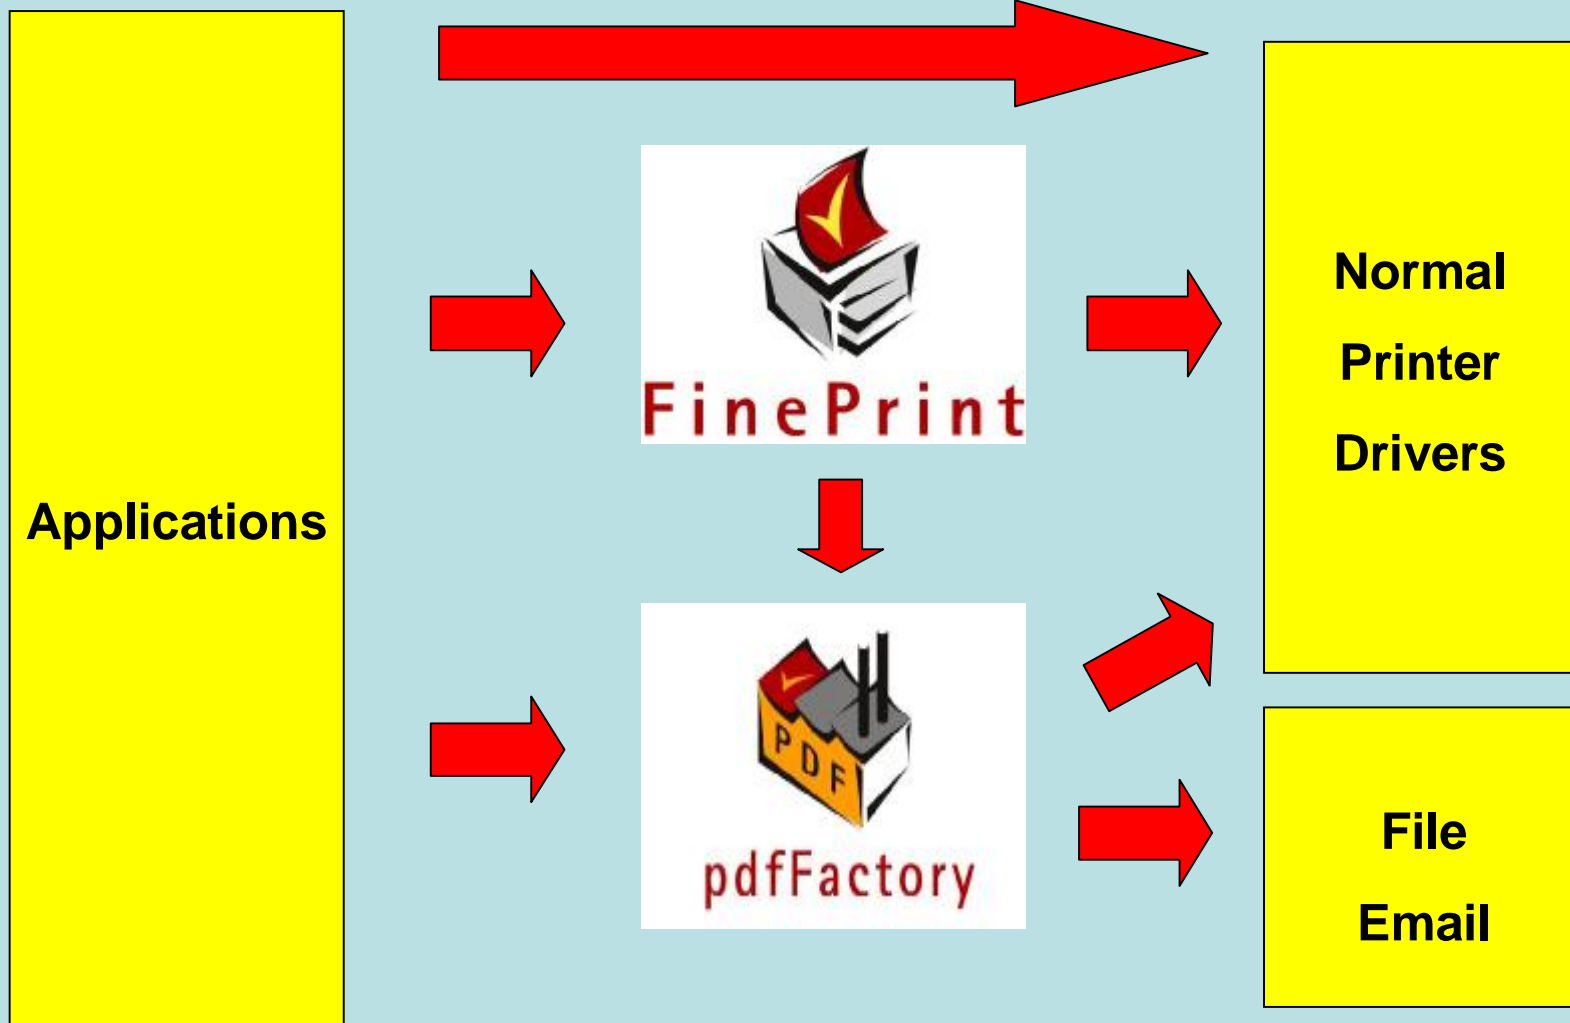 Applications
FinePrint
PDF
pdfFactory
Normal
Printer
Drivers
File
Email